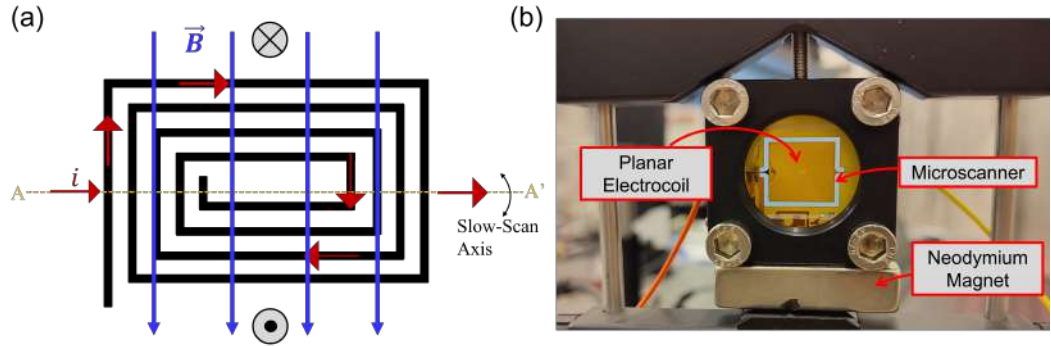 (a)
B
i
A
A'
Slow-Scan
Axis
(b)
Planar
Electrocoil
Microscanner
Neodymium
Magnet